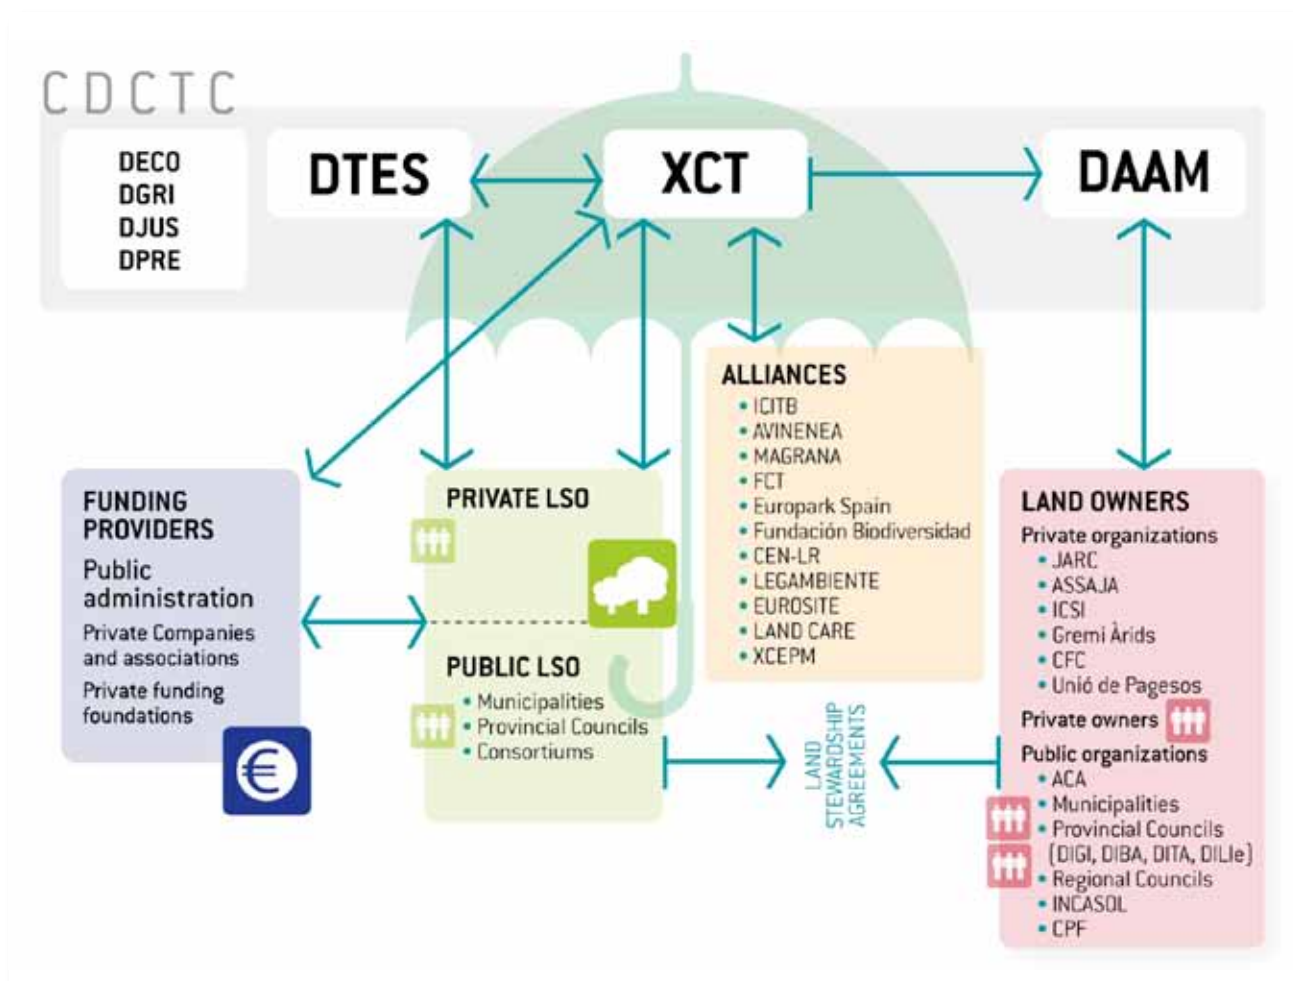 CDCTC
DECO
DGRI
DJUS
DPRE
DTES
XCT
DAAM
ALLIANCES
• ICITB
• AVINENEA
• MAGRANA
• FCT
• Europark Spain
• Fundación Biodiversidad
• CEN-LR
• LEGAMBIENTE
• EUROSITE
• LAND CARE
• XCEPM
FUNDING
PROVIDERS
Public
administration
Private Companies
and associations
Private funding
foundations
€
PRIVATE LSO
PUBLIC LSO
• Municipalities
• Provincial Councils
• Consortiums
LAND
STEWARDSHIP
AGREEMENTS
LAND OWNERS
Private organizations
• JARC
• ASSAJA
• ICSI
• Gremi Àrids
• CFC
• Unió de Pagesos
Private owners
Public organizations
• ACA
• Municipalities
• Provincial Councils
(DIGI, DIBA, DITA, DILle)
• Regional Councils
• INCASOL
• CPF